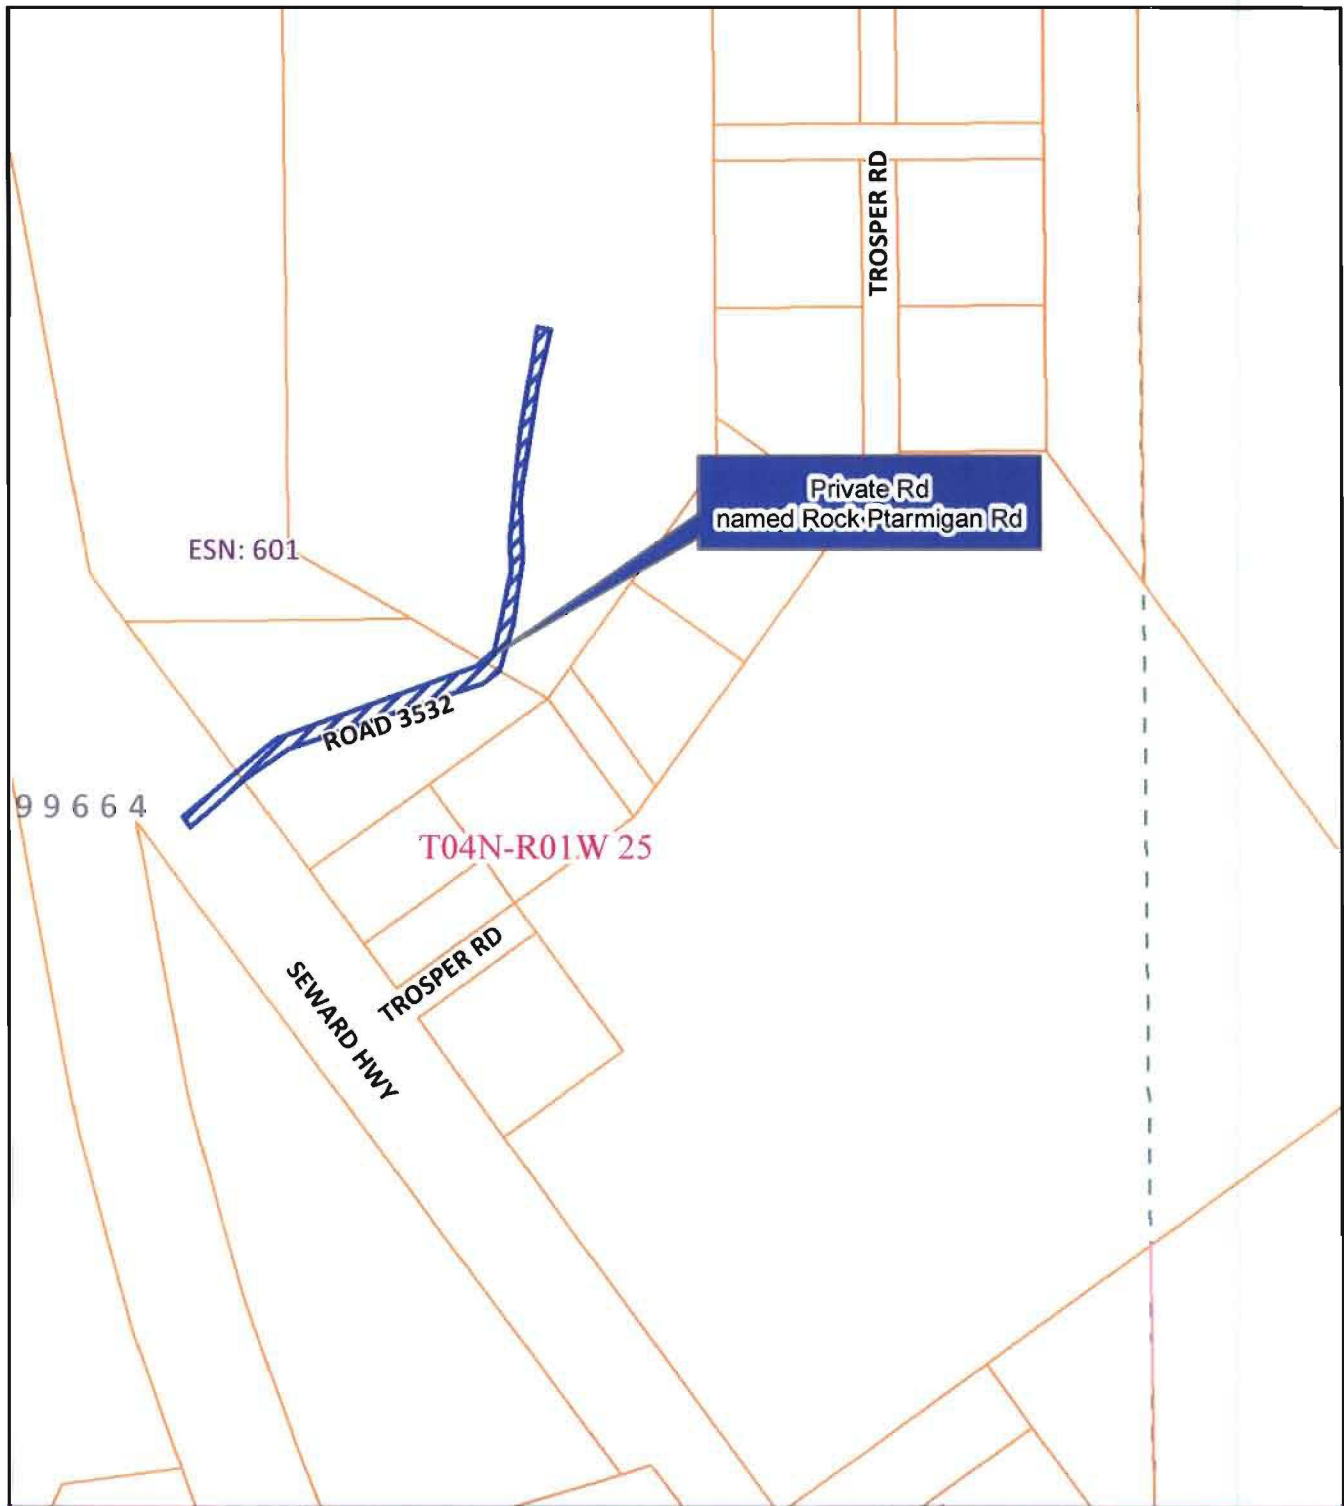 TROSPER RD
Private Rd
named Rock Ptarmigan Rd
ESN: 601
ROAD 3532
99664
T04N-R01W 25
TROSPER RD
SEWARD HWY